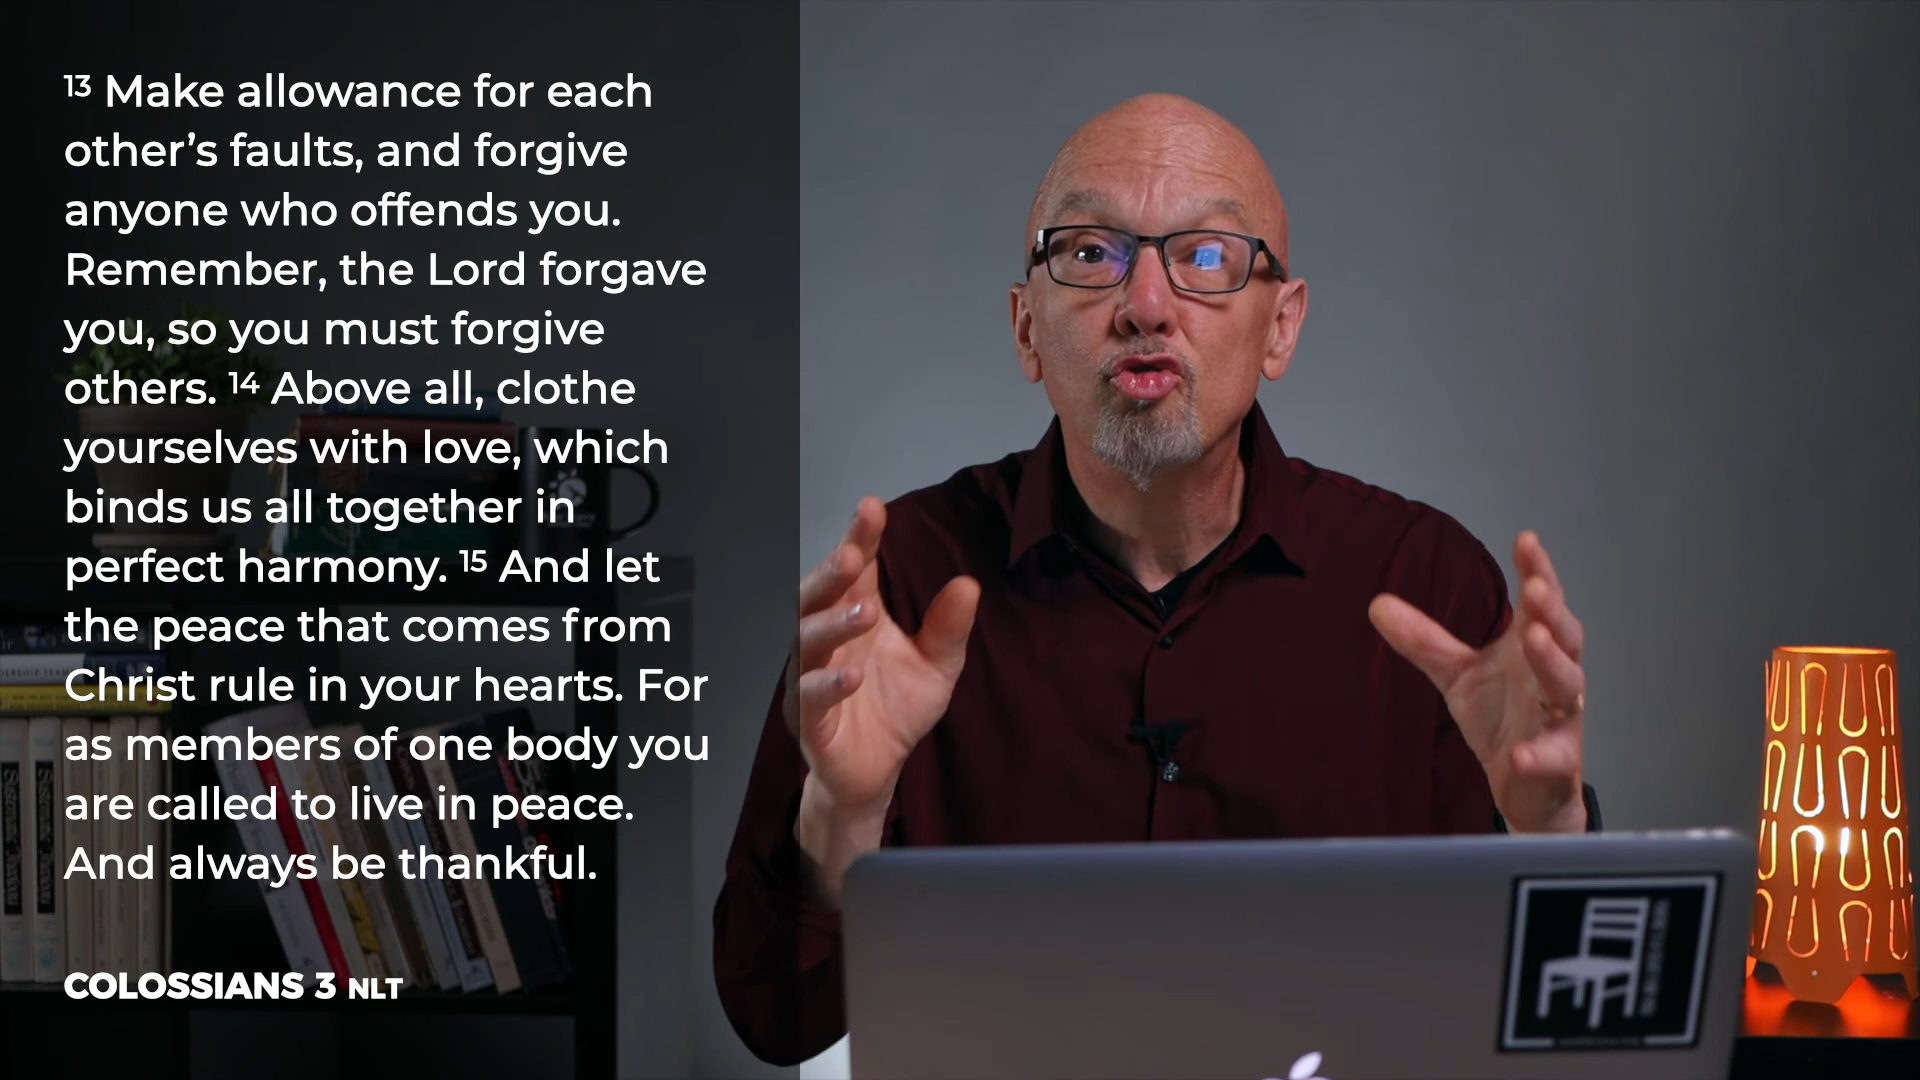 ¹³ Make allowance for each
other’s faults, and forgive
anyone who offends you.
Remember, the Lord forgave
you, so you must forgive
others. ¹⁴ Above all, clothe
yourselves with love, which
binds us all together in
perfect harmony. ¹⁵ And let
the peace that comes from
Christ rule in your hearts. For
as members of one body you
are called to live in peace.
And always be thankful.
COLOSSIANS 3 NLT